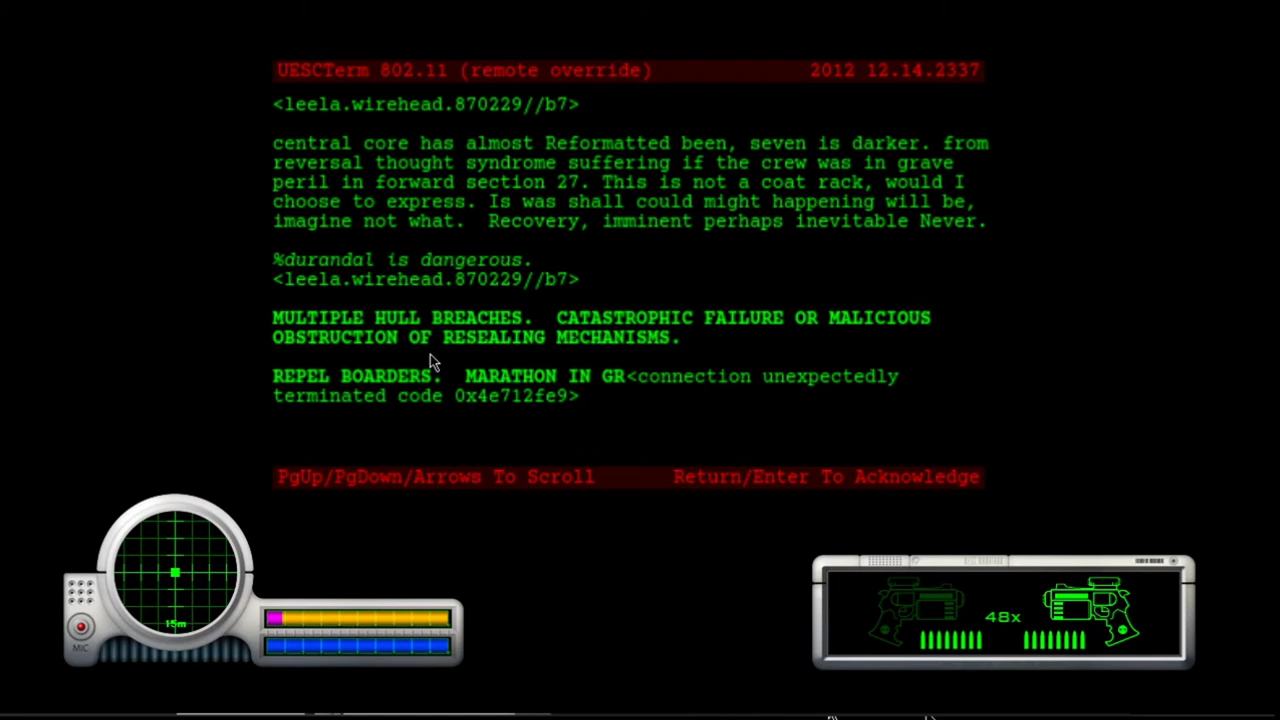 UESCTerm 802.11 (remote override) 2012 12.14.2337
<leela.wirehead.870229//b7>
central core has almost Reformatted been, seven is darker. from
reversal thought syndrome suffering if the crew was in grave
peril in forward section 27. This is not a coat rack, would I
choose to express. Is was shall could might happening will be,
imagine not what.  Recovery, imminent perhaps inevitable Never.
%durandal is dangerous.
<leela.wirehead.870229//b7>
MULTIPLE HULL BREACHES.  CATASTROPHIC FAILURE OR MALICIOUS
OBSTRUCTION OF RESEALING MECHANISMS.
REPEL BOARDERS.  MARATHON IN GR<connection unexpectedly
terminated code 0x4e712fe9>
PgUp/PgDown/Arrows To Scroll Return/Enter To Acknowledge
15m
MIC
48x